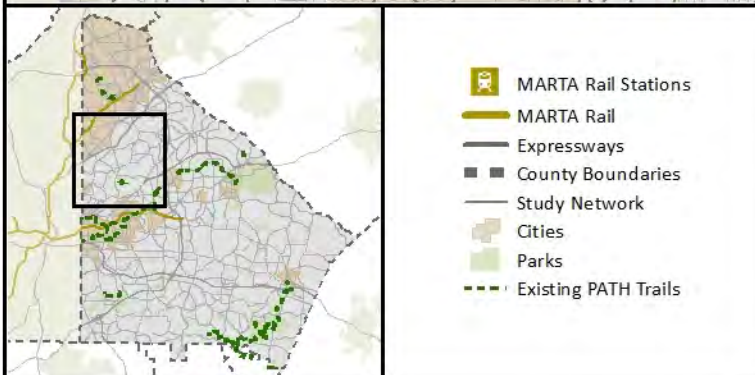 MARTA Rail Stations
MARTA Rail
Expressways
County Boundaries
Study Network
Cities
Parks
Existing PATH Trails